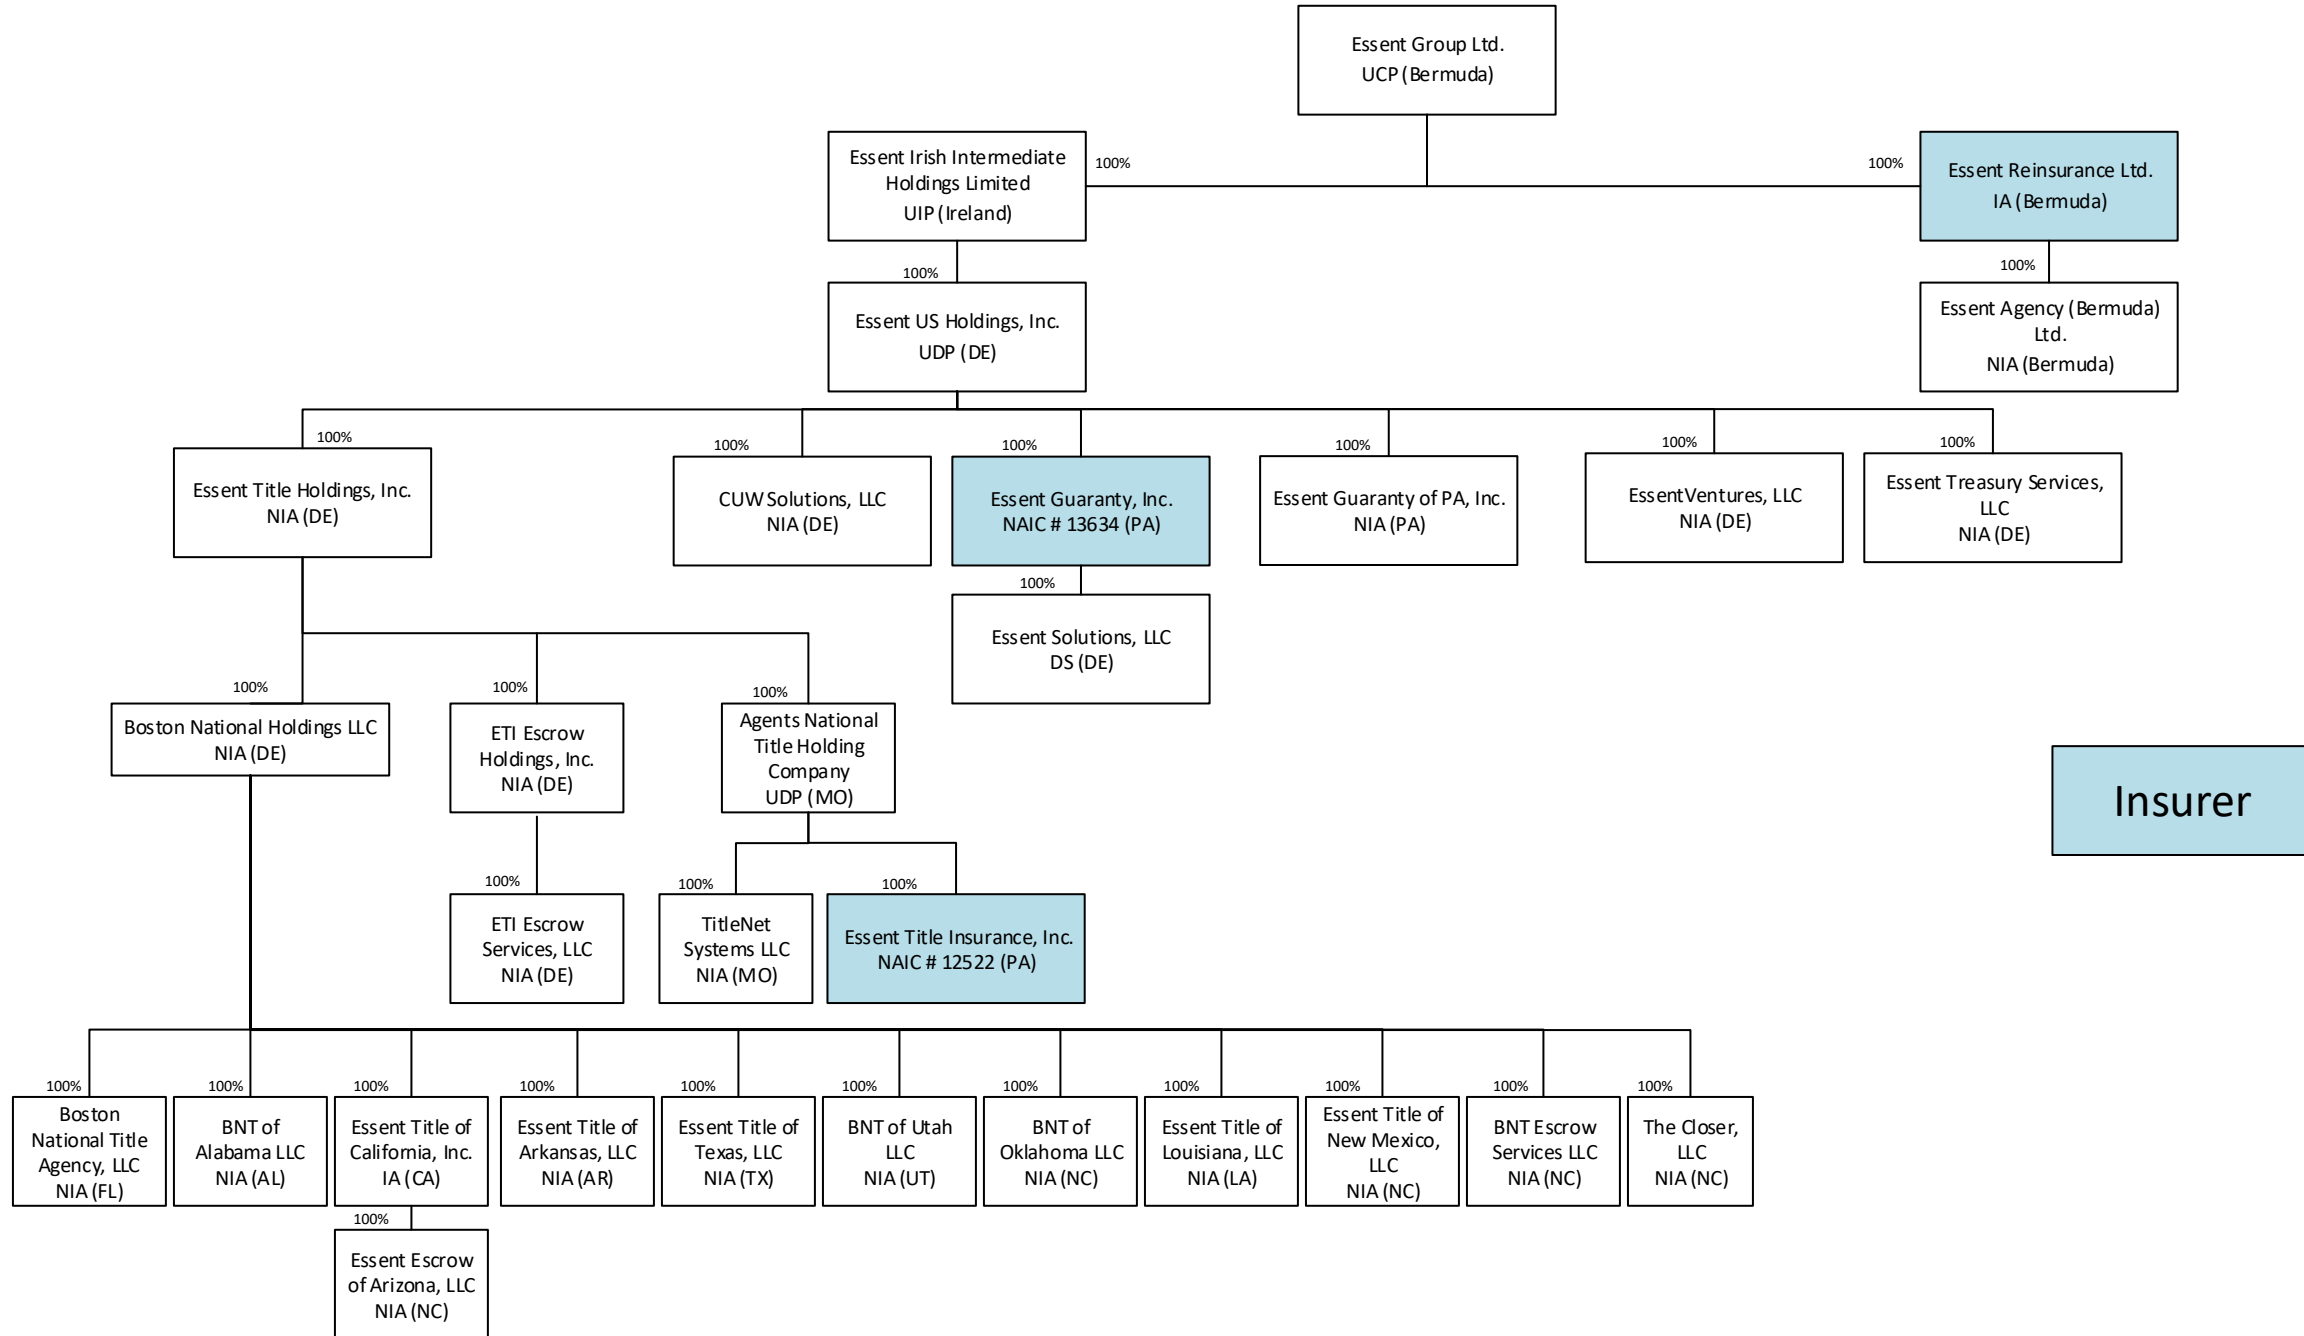 Essent Group Ltd.
UCP (Bermuda)
Essent Irish Intermediate
Holdings Limited
UIP (Ireland)
100%
100%
Essent Reinsurance Ltd.
IA (Bermuda)
100%
100%
Essent US Holdings, Inc.
UDP (DE)
Essent Agency (Bermuda)
Ltd.
NIA (Bermuda)
100%
100%
100%
100%
100%
100%
Essent Title Holdings, Inc.
NIA (DE)
CUW Solutions, LLC
NIA (DE)
Essent Guaranty, Inc.
NAIC # 13634 (PA)
Essent Guaranty of PA, Inc.
NIA (PA)
EssentVentures, LLC
NIA (DE)
Essent Treasury Services,
LLC
NIA (DE)
100%
Essent Solutions, LLC
DS (DE)
100%
100%
100%
Boston National Holdings LLC
NIA (DE)
ETI Escrow
Holdings, Inc.
NIA (DE)
Agents National
Title Holding
Company
UDP (MO)
Insurer
100%
100%
100%
ETI Escrow
Services, LLC
NIA (DE)
TitleNet
Systems LLC
NIA (MO)
Essent Title Insurance, Inc.
NAIC # 12522 (PA)
100%
100%
100%
100%
100%
100%
100%
100%
100%
100%
100%
Boston
National Title
Agency, LLC
NIA (FL)
BNT of
Alabama LLC
NIA (AL)
Essent Title of
California, Inc.
IA (CA)
Essent Title of
Arkansas, LLC
NIA (AR)
Essent Title of
Texas, LLC
NIA (TX)
BNT of Utah
LLC
NIA (UT)
BNT of
Oklahoma LLC
NIA (NC)
Essent Title of
Louisiana, LLC
NIA (LA)
Essent Title of
New Mexico,
LLC
NIA (NC)
BNT Escrow
Services LLC
NIA (NC)
The Closer,
LLC
NIA (NC)
100%
Essent Escrow
of Arizona, LLC
NIA (NC)